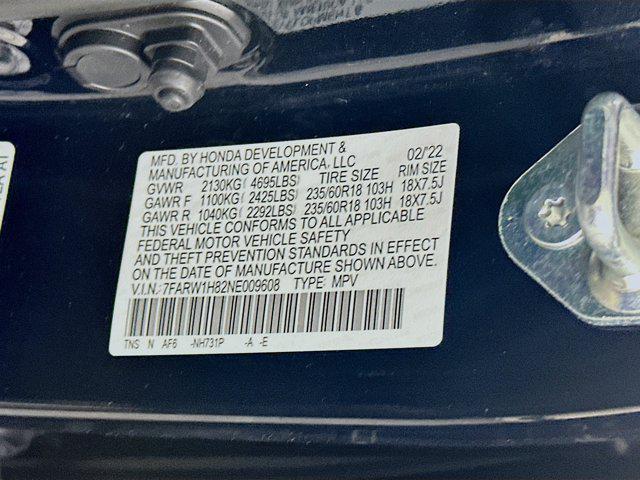 MFD. BY HONDA DEVELOPMENT &
MANUFACTURING OF AMERICA, LLC 02/'22
GVWR 2130KG( 4695LBS) TIRE SIZE RIM SIZE
GAWR F 1100KG( 2425LBS) 235/60R18 103H 18X7.5J
GAWR R 1040KG( 2292LBS) 235/60R18 103H 18X7.5J
THIS VEHICLE CONFORMS TO ALL APPLICABLE
FEDERAL MOTOR VEHICLE SAFETY
AND THEFT PREVENTION STANDARDS IN EFFECT
ON THE DATE OF MANUFACTURE SHOWN ABOVE.
V.I.N.: 7FARW1H82NE009608 TYPE: MPV
TNS N AF6 -NH731P -A -E